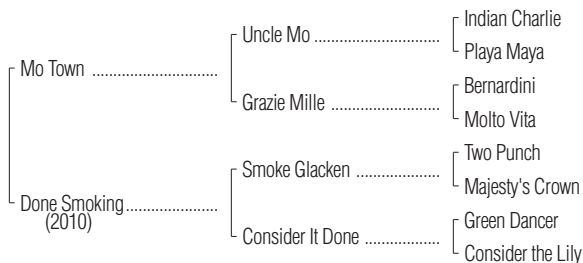 Indian Charlie
Uncle Mo ..............................
Playa Maya
Mo Town ..............................
Bernardini
Grazie Mille ..........................
Molto Vita
Two Punch
Smoke Glacken ....................
Majesty's Crown
Done Smoking......................
(2010)
Green Dancer
Consider It Done ..................
Consider the Lily